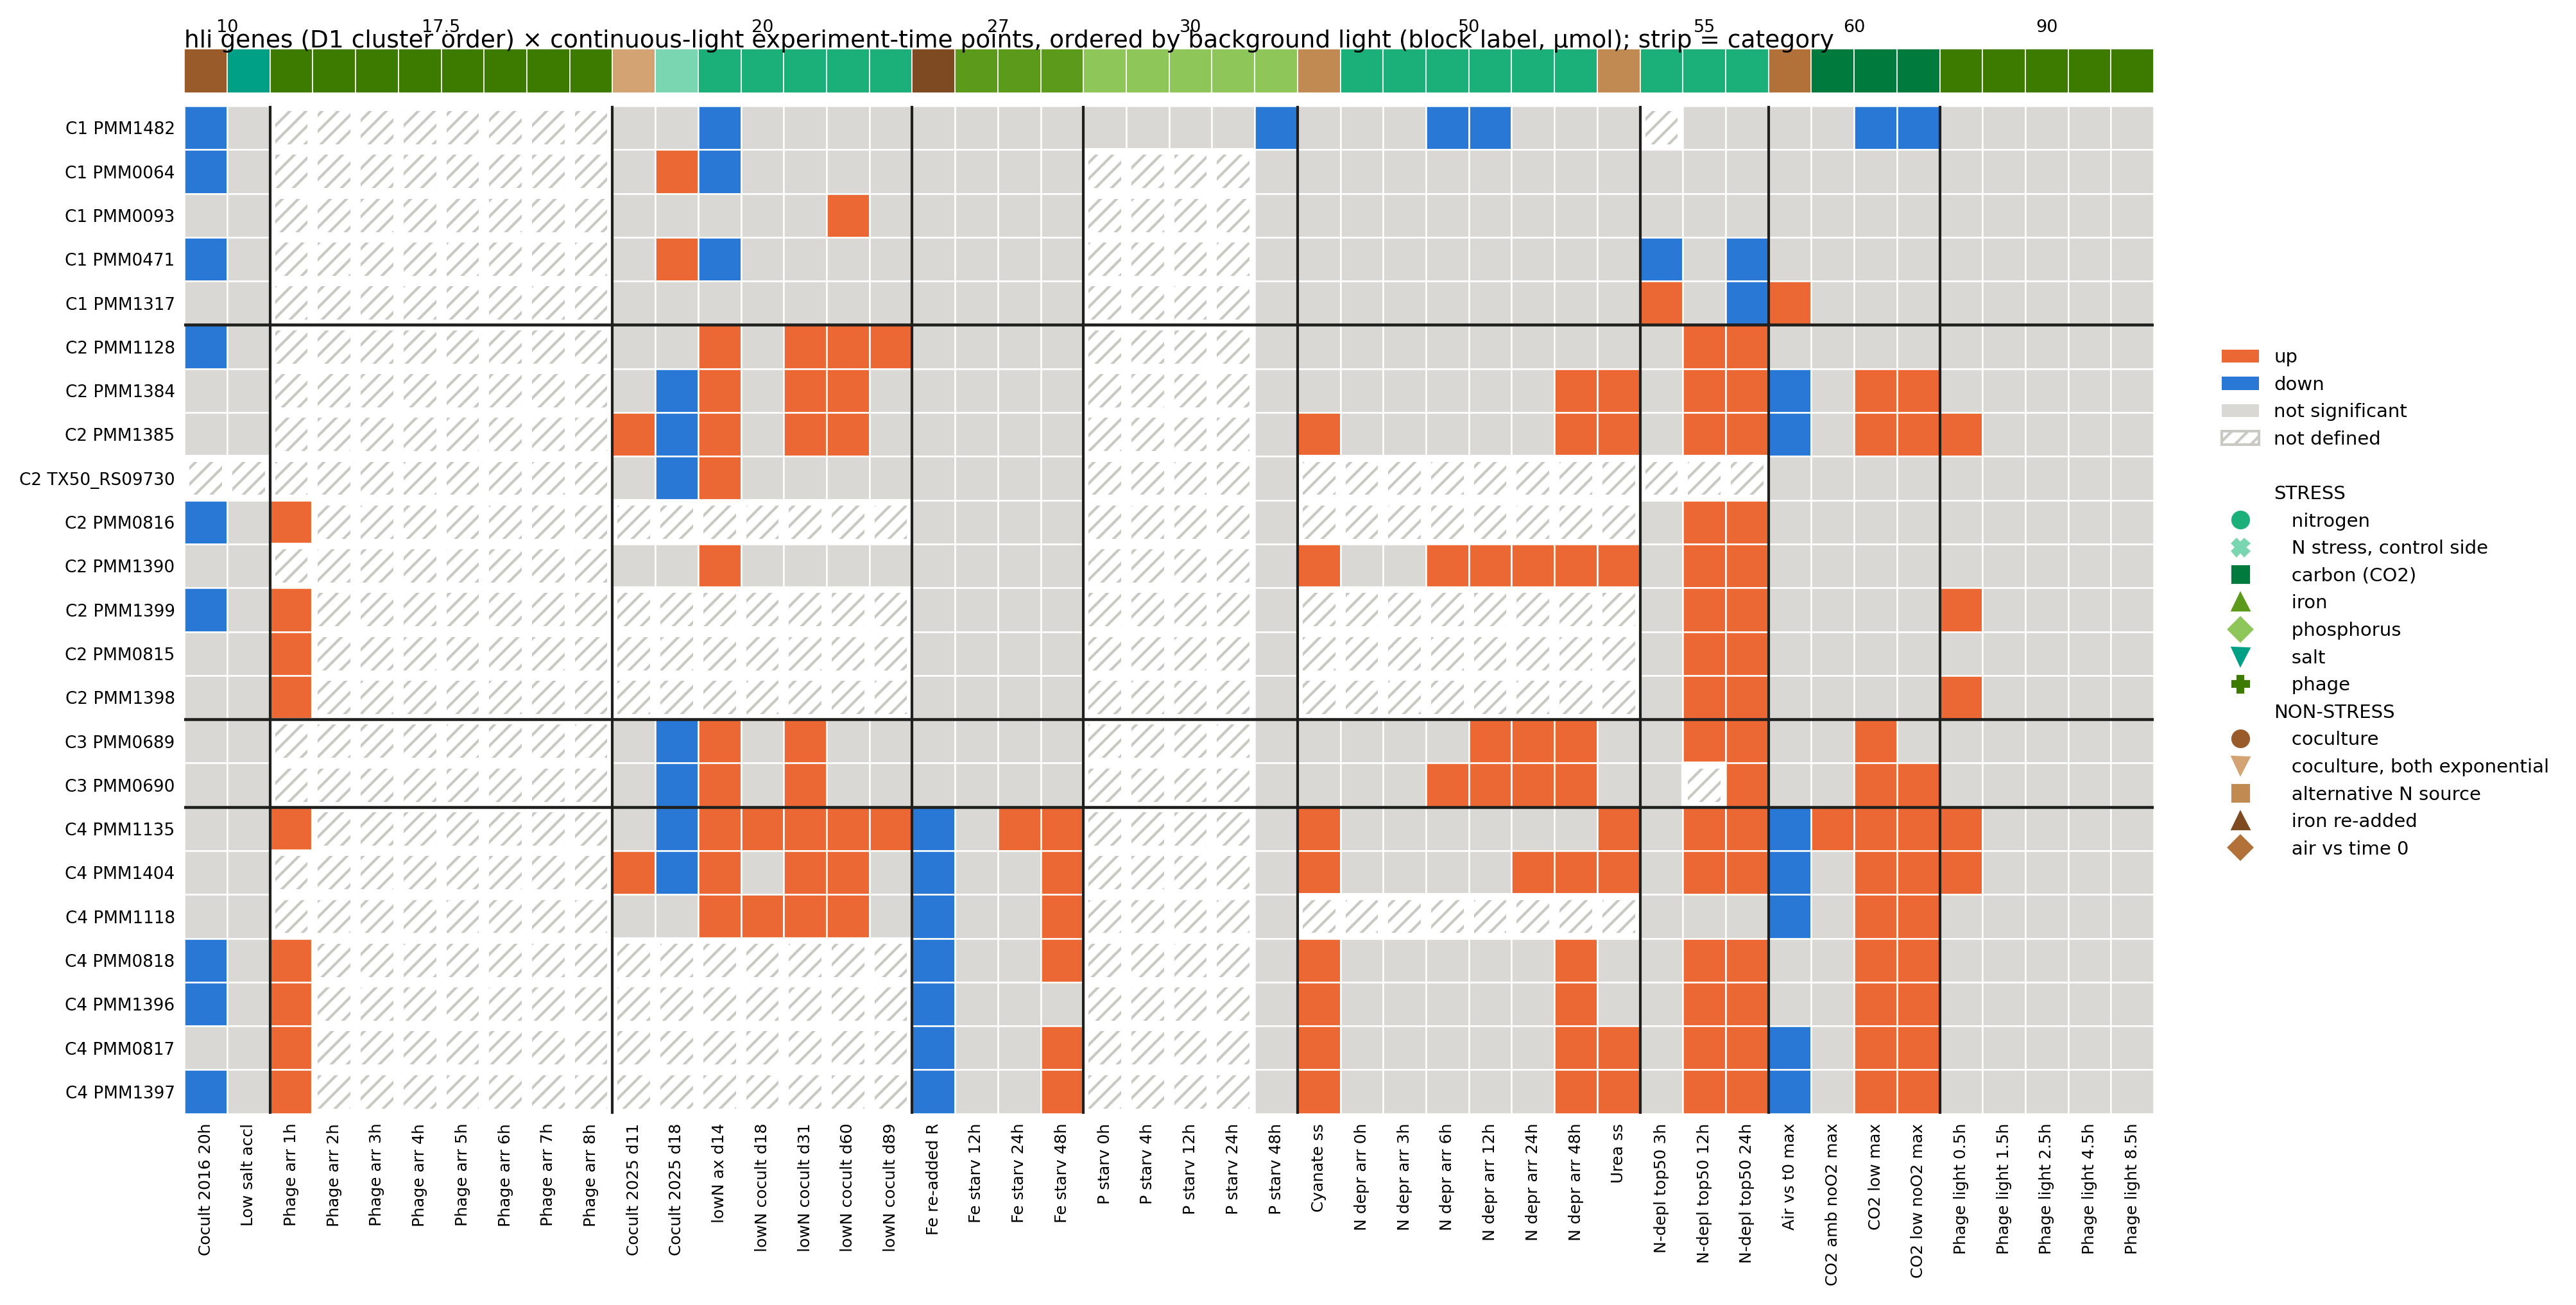 10 17.5 20 27 30 50 55 60 90
hli genes (D1 cluster order) × continuous-light experiment-time points, ordered by background light (block label, µmol); strip = category
C1 PMM1482
C1 PMM0064
C1 PMM0093
C1 PMM0471
C1 PMM1317
C2 PMM1128
C2 PMM1384
C2 PMM1385
C2 TX50_RS09730
C2 PMM0816
C2 PMM1390
C2 PMM1399
C2 PMM0815
C2 PMM1398
C3 PMM0689
C3 PMM0690
C4 PMM1135
C4 PMM1404
C4 PMM1118
C4 PMM0818
C4 PMM1396
C4 PMM0817
C4 PMM1397
Cocult 2016 20h
Low salt accl
Phage arr 1h
Phage arr 2h
Phage arr 3h
Phage arr 4h
Phage arr 5h
Phage arr 6h
Phage arr 7h
Phage arr 8h
Cocult 2025 d11
Cocult 2025 d18
lowN ax d14
lowN cocult d18
lowN cocult d31
lowN cocult d60
lowN cocult d89
Fe re-added R
Fe starv 12h
Fe starv 24h
Fe starv 48h
P starv 0h
P starv 4h
P starv 12h
P starv 24h
P starv 48h
Cyanate ss
N depr arr 0h
N depr arr 3h
N depr arr 6h
N depr arr 12h
N depr arr 24h
N depr arr 48h
Urea ss
N-depl top50 3h
N-depl top50 12h
N-depl top50 24h
Air vs t0 max
CO2 amb noO2 max
CO2 low max
CO2 low noO2 max
Phage light 0.5h
Phage light 1.5h
Phage light 2.5h
Phage light 4.5h
Phage light 8.5h
up
down
not significant
not defined
STRESS
nitrogen
N stress, control side
carbon (CO2)
iron
phosphorus
salt
phage
NON-STRESS
coculture
coculture, both exponential
alternative N source
iron re-added
air vs time 0